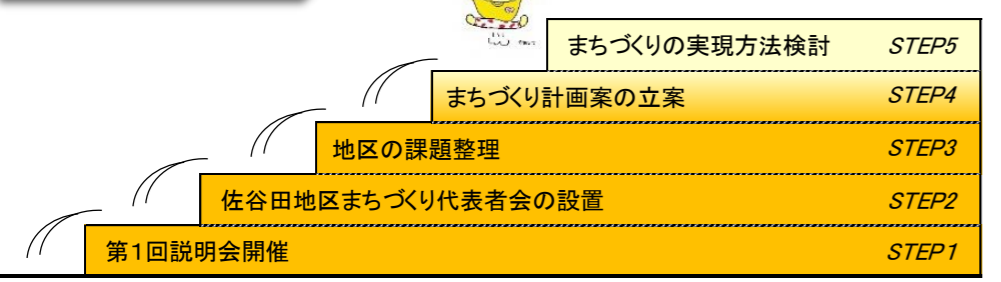 まちづくりの実現方法検討 STEP5
まちづくり計画案の立案 STEP4
地区の課題整理 STEP3
佐谷田地区まちづくり代表者会の設置 STEP2
第1回説明会開催 STEP1